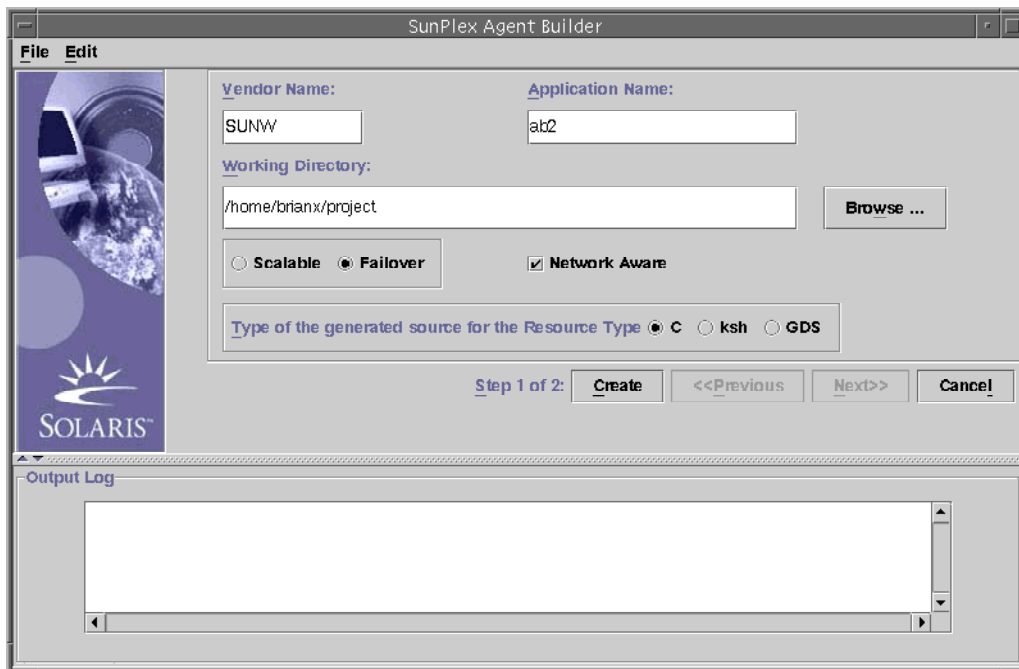 SunPlex Agent Builder
File Edit
Vendor Name: Application Name:
SUNW ab2
Working Directory:
/home/brianx/project Browse ...
Scalable Failover Network Aware
Type of the generated source for the Resource Type C ksh GDS
Step 1 of 2: Create <<Previous Next>> Cancel
SOLARIS™
Output Log